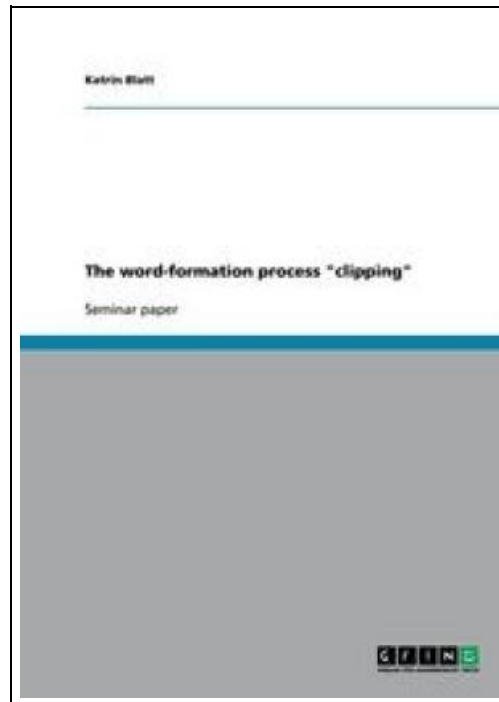 Katrin Blatt
The word-formation process "clipping"
Seminar paper
GRIN